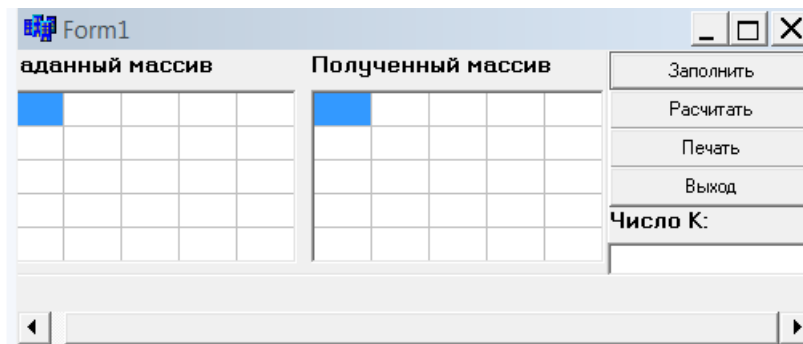 Form1
аданный массив
Полученный массив
Заполнить
Расчитать
Печать
Выход
Число K: